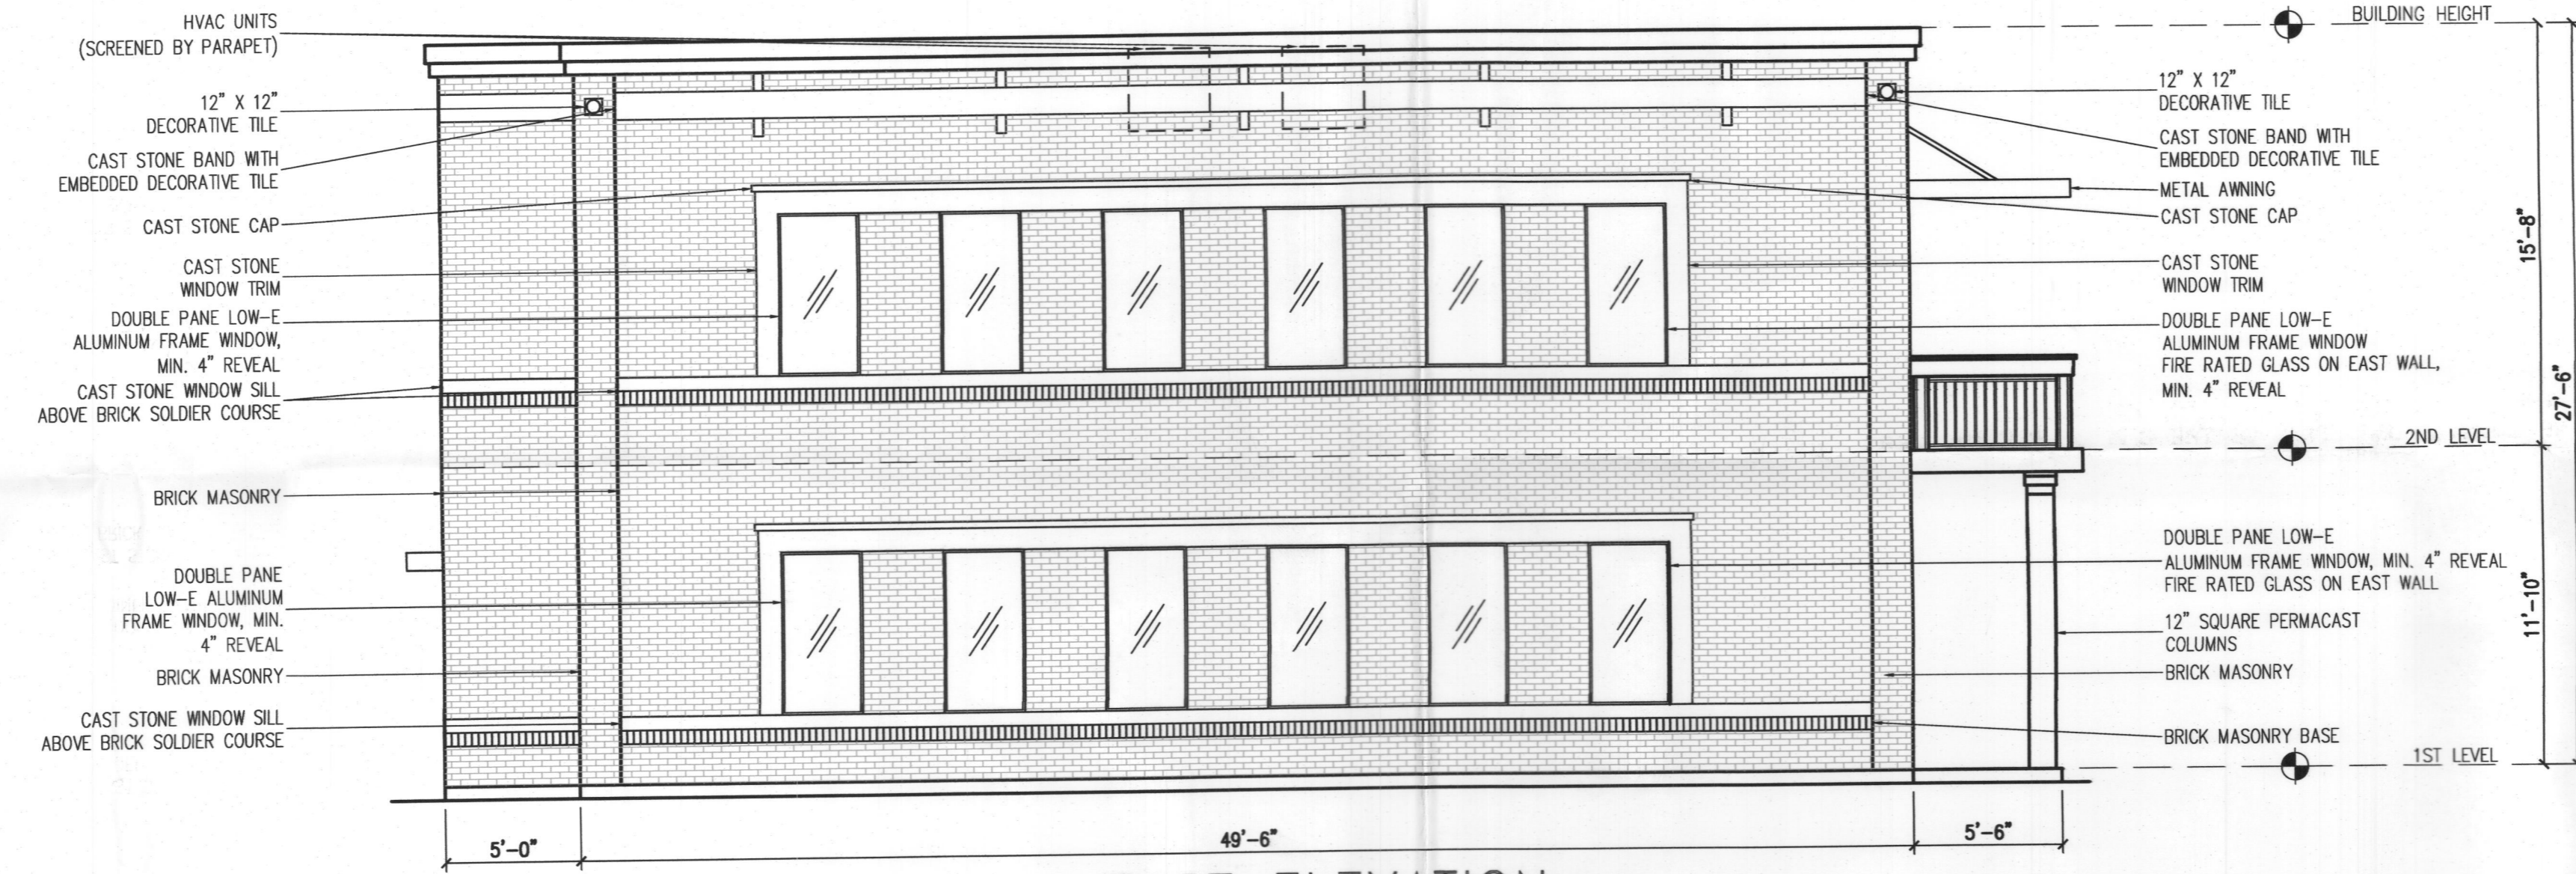 HVAC UNITS
(SCREENED BY PARAPET)
12" X 12"
DECORATIVE TILE
CAST STONE BAND WITH
EMBEDDED DECORATIVE TILE
CAST STONE CAP
CAST STONE
WINDOW TRIM
DOUBLE PANE LOW-E
ALUMINUM FRAME WINDOW,
MIN. 4" REVEAL
CAST STONE WINDOW SILL
ABOVE BRICK SOLDIER COURSE
BRICK MASONRY
DOUBLE PANE
LOW-E ALUMINUM
FRAME WINDOW, MIN.
4" REVEAL
BRICK MASONRY
CAST STONE WINDOW SILL
ABOVE BRICK SOLDIER COURSE
BUILDING HEIGHT
12" X 12"
DECORATIVE TILE
CAST STONE BAND WITH
EMBEDDED DECORATIVE TILE
METAL AWNING
CAST STONE CAP
CAST STONE
WINDOW TRIM
DOUBLE PANE LOW-E
ALUMINUM FRAME WINDOW
FIRE RATED GLASS ON EAST WALL,
MIN. 4" REVEAL
2ND LEVEL
DOUBLE PANE LOW-E
ALUMINUM FRAME WINDOW, MIN. 4" REVEAL
FIRE RATED GLASS ON EAST WALL
12" SQUARE PERMACAST
COLUMNS
BRICK MASONRY
BRICK MASONRY BASE
1ST LEVEL
15'-8"
27'-6"
11'-10"
5'-0"
49'-6"
5'-6"
ELEVATION